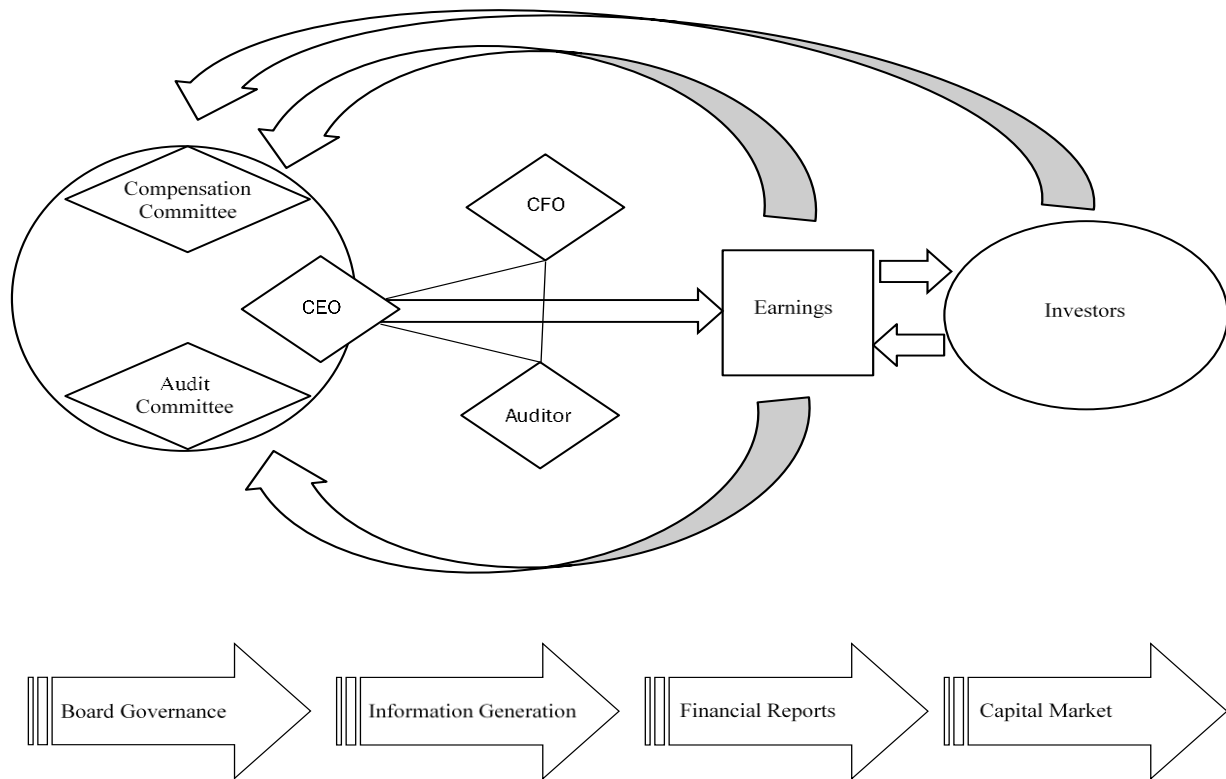 Compensation
Committee
CFO
CEO
Earnings
Investors
Audit
Committee
Auditor
Board Governance
Information Generation
Financial Reports
Capital Market